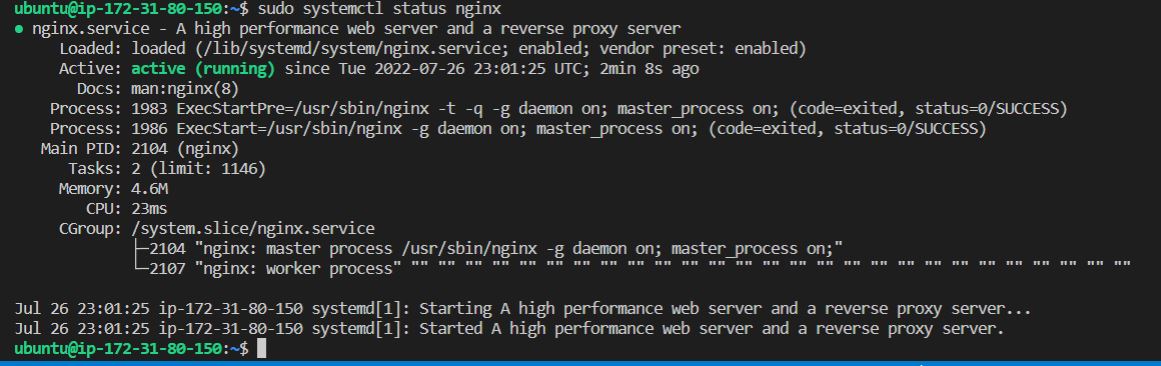 ubuntu@ip-172-31-80-150:~$ sudo systemctl status nginx
● nginx.service - A high performance web server and a reverse proxy server
Loaded: loaded (/lib/systemd/system/nginx.service; enabled; vendor preset: enabled)
Active: active (running) since Tue 2022-07-26 23:01:25 UTC; 2min 8s ago
Docs: man:nginx(8)
Process: 1983 ExecStartPre=/usr/sbin/nginx -t -q -g daemon on; master_process on; (code=exited, status=0/SUCCESS)
Process: 1986 ExecStart=/usr/sbin/nginx -g daemon on; master_process on; (code=exited, status=0/SUCCESS)
Main PID: 2104 (nginx)
Tasks: 2 (limit: 1146)
Memory: 4.6M
CPU: 23ms
CGroup: /system.slice/nginx.service
├─2104 "nginx: master process /usr/sbin/nginx -g daemon on; master_process on;"
└─2107 "nginx: worker process" "" "" "" "" "" "" "" "" "" "" "" "" "" "" "" "" "" "" "" "" "" "" "" "" "" "" ""
Jul 26 23:01:25 ip-172-31-80-150 systemd[1]: Starting A high performance web server and a reverse proxy server...
Jul 26 23:01:25 ip-172-31-80-150 systemd[1]: Started A high performance web server and a reverse proxy server.
ubuntu@ip-172-31-80-150:~$